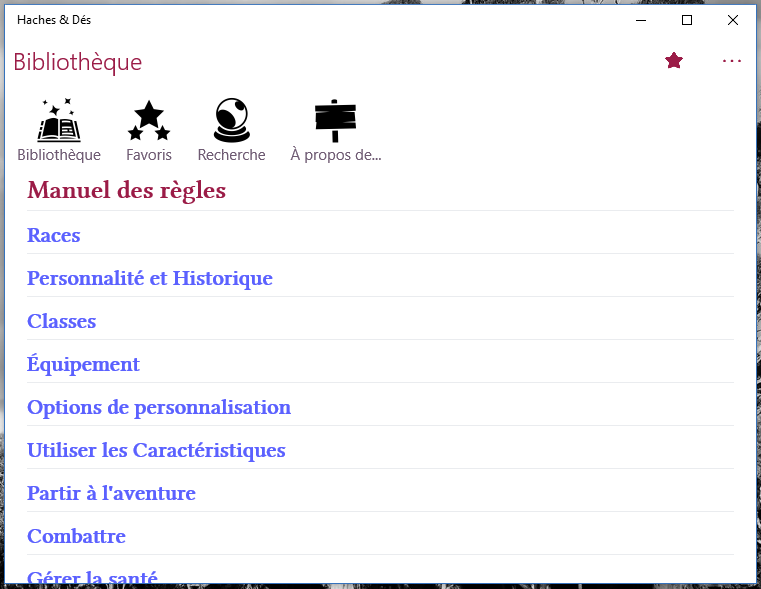 Haches & Dés
Bibliothèque
Bibliothèque Favoris Recherche À propos de...
Manuel des règles
Races
Personnalité et Historique
Classes
Équipement
Options de personnalisation
Utiliser les Caractéristiques
Partir à l'aventure
Combattre
Gérer la santé